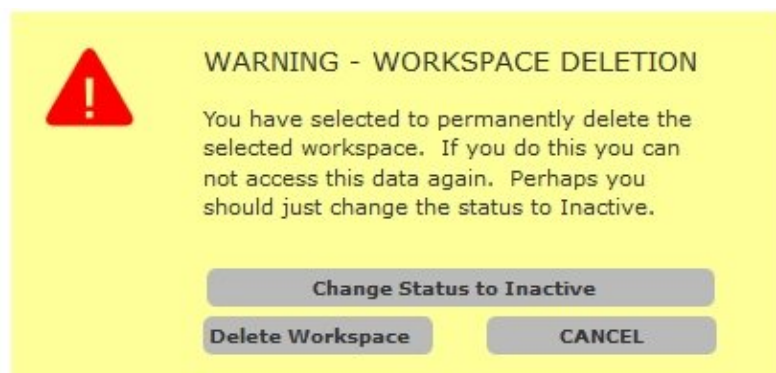 WARNING - WORKSPACE DELETION
You have selected to permanently delete the
selected workspace.  If you do this you can
not access this data again.  Perhaps you
should just change the status to Inactive.
Change Status to Inactive
Delete Workspace
CANCEL